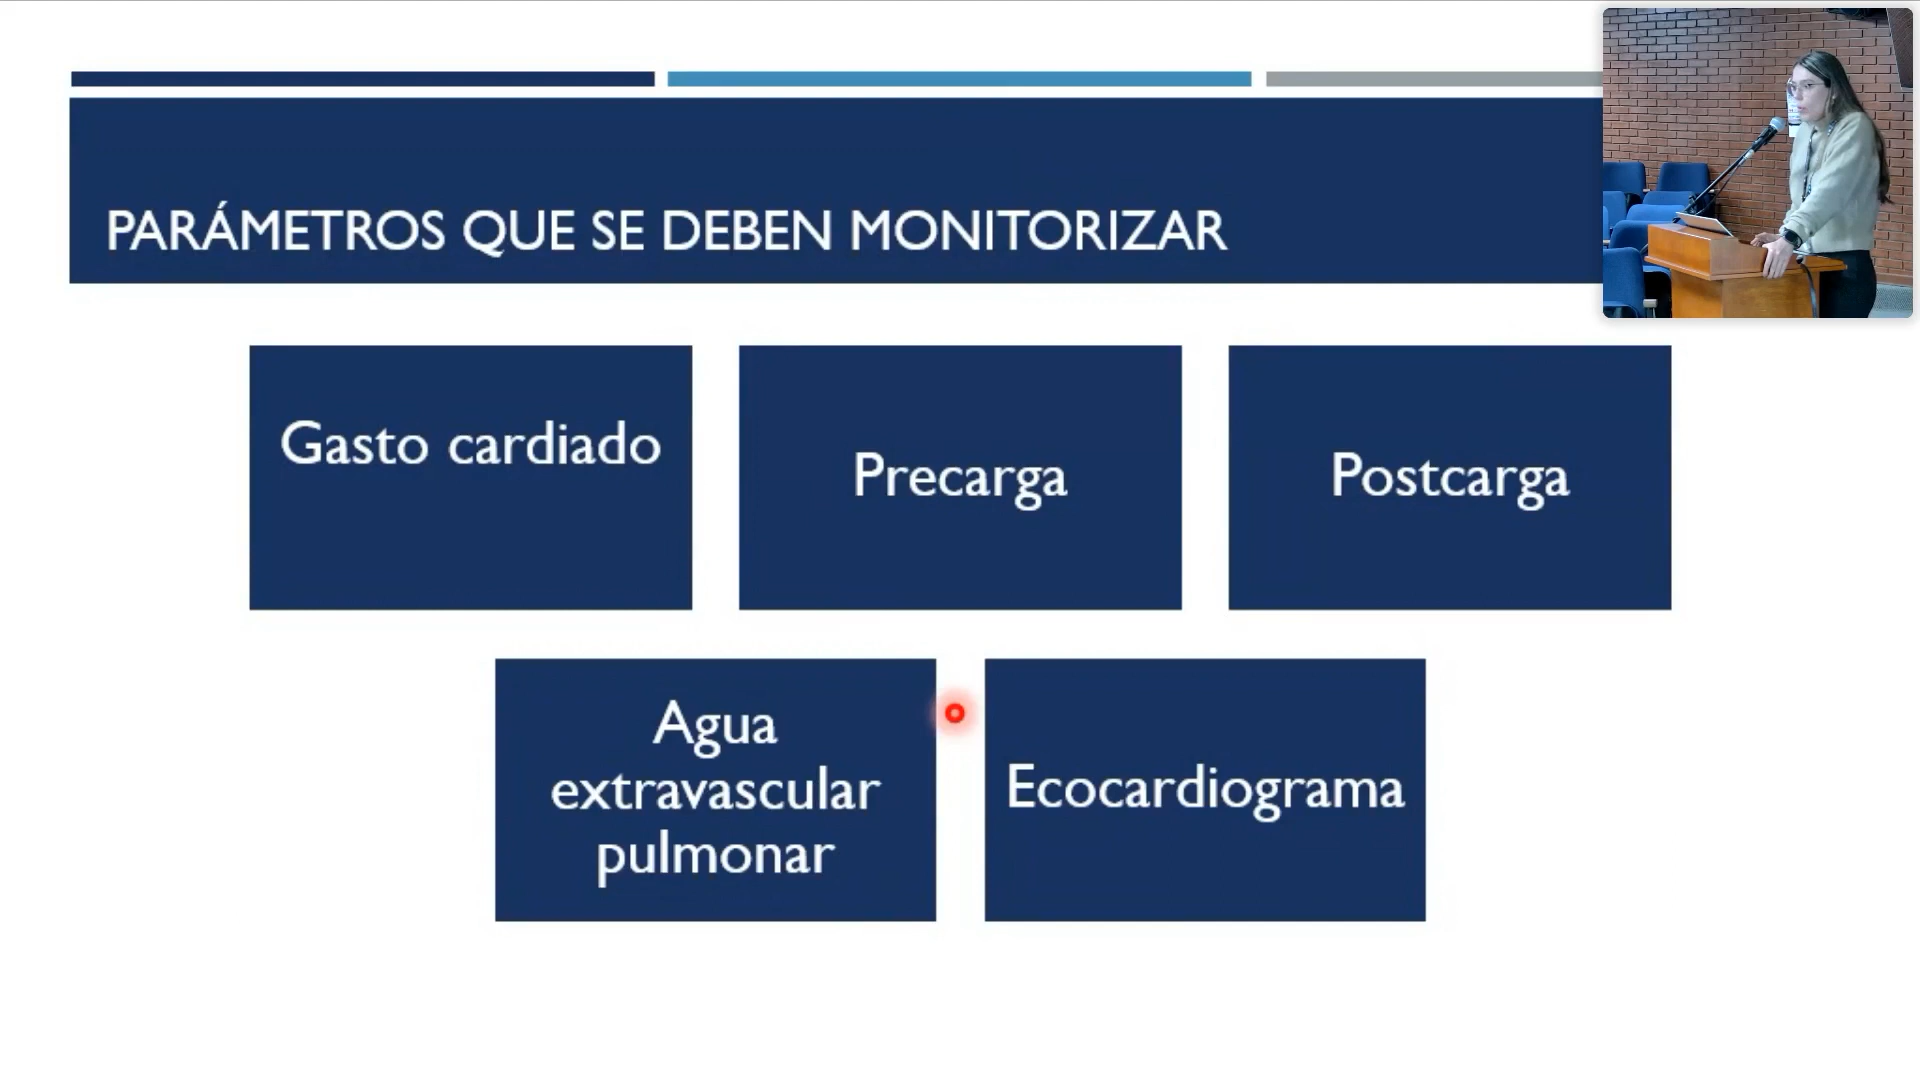 PARÁMETROS QUE SE DEBEN MONITORIZAR
Gasto cardiado
Precarga
Postcarga
Agua
extravascular
pulmonar
Ecocardiograma